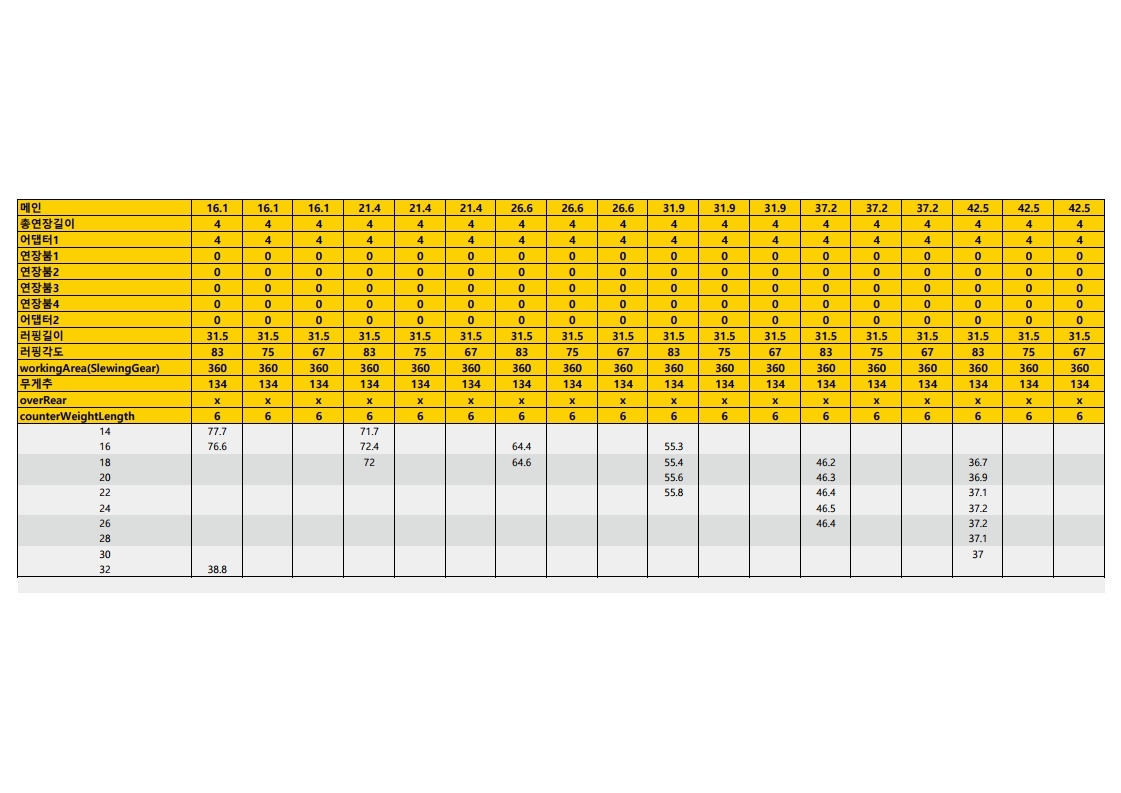 메인 16.1 16.1 16.1 21.4 21.4 21.4 26.6 26.6 26.6 31.9 31.9 31.9 37.2 37.2 37.2 42.5 42.5 42.5
총연장길이 4 4 4 4 4 4 4 4 4 4 4 4 4 4 4 4 4 4
어댑터1 4 4 4 4 4 4 4 4 4 4 4 4 4 4 4 4 4 4
연장붐1 0 0 0 0 0 0 0 0 0 0 0 0 0 0 0 0 0 0
연장붐2 0 0 0 0 0 0 0 0 0 0 0 0 0 0 0 0 0 0
연장붐3 0 0 0 0 0 0 0 0 0 0 0 0 0 0 0 0 0 0
연장붐4 0 0 0 0 0 0 0 0 0 0 0 0 0 0 0 0 0 0
어댑터2 0 0 0 0 0 0 0 0 0 0 0 0 0 0 0 0 0 0
러핑길이 31.5 31.5 31.5 31.5 31.5 31.5 31.5 31.5 31.5 31.5 31.5 31.5 31.5 31.5 31.5 31.5 31.5 31.5
러핑각도 83 75 67 83 75 67 83 75 67 83 75 67 83 75 67 83 75 67
workingArea(SlewingGear) 360 360 360 360 360 360 360 360 360 360 360 360 360 360 360 360 360 360
무게추 134 134 134 134 134 134 134 134 134 134 134 134 134 134 134 134 134 134
overRear x x x x x x x x x x x x x x x x x x
counterWeightLength 6 6 6 6 6 6 6 6 6 6 6 6 6 6 6 6 6 6
14 77.7 71.7
16 76.6 72.4 64.4 55.3
18 72 64.6 55.4 46.2 36.7
20 55.6 46.3 36.9
22 55.8 46.4 37.1
24 46.5 37.2
26 46.4 37.2
28 37.1
30 37
32 38.8